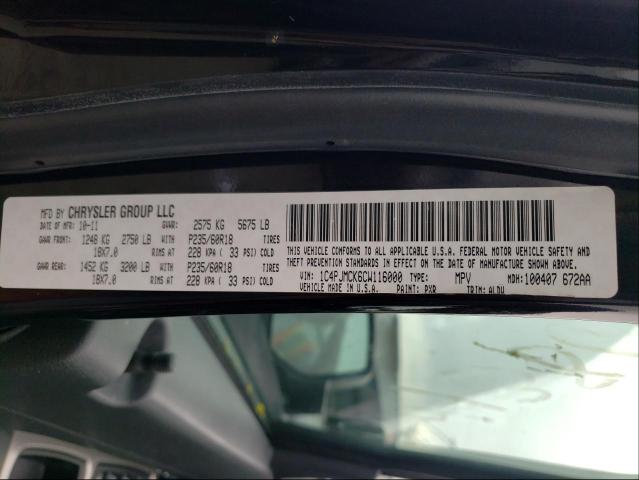 MFD BY CHRYSLER GROUP LLC
DATE OF MFR: 10-11 GVWR: 2575 KG 5675 LB
GAWR FRONT: 1248 KG 2750 LB WITH P235/60R18 TIRES
18X7.0 RIMS AT 228 KPA ( 33 PSI) COLD
GAWR REAR: 1452 KG 3200 LB WITH P235/60R18 TIRES
18X7.0 RIMS AT 228 KPA ( 33 PSI) COLD
THIS VEHICLE CONFORMS TO ALL APPLICABLE U.S.A. FEDERAL MOTOR VEHICLE SAFETY
AND THEFT PREVENTION STANDARDS IN EFFECT ON THE DATE OF MANUFACTURE SHOWN ABOVE.
VIN: 1C4PJMCK6CW116000 TYPE: MPV MDH:100407 672AA
VEHICLE MADE IN U.S.A. PAINT: PXR TRIM: ALDV